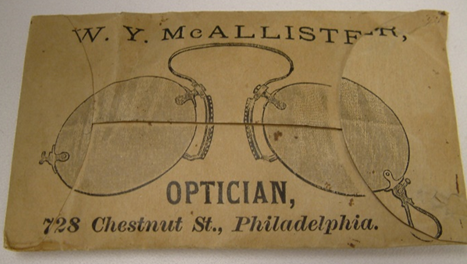 W. Y. McALLISTER,
OPTICIAN,
728 Chestnut St., Philadelphia.